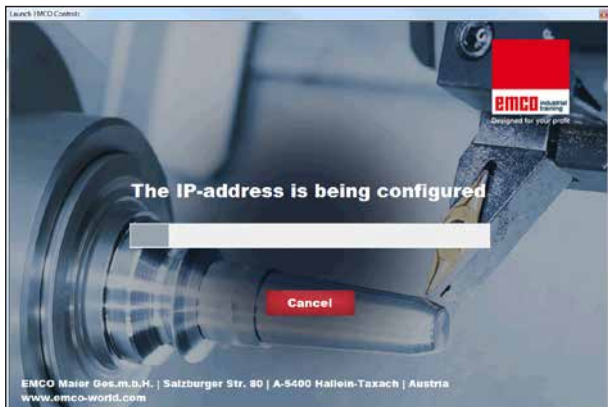 Launch EMCO Controls
emco industrial
training
Designed for your profit
The IP-address is being configured
Cancel
EMCO Maier Ges.m.b.H. | Salzburger Str. 80 | A-5400 Hallein-Taxach | Austria
www.emco-world.com